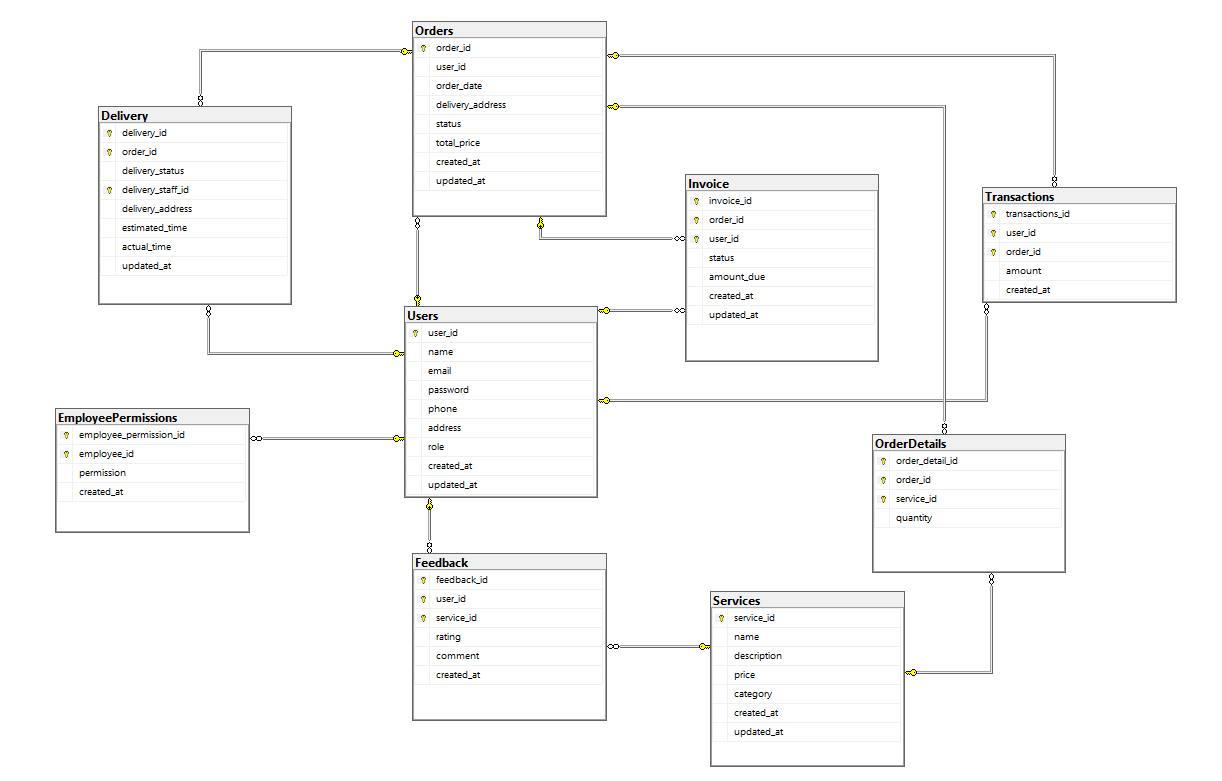 Orders
order_id
user_id
order_date
delivery_address
status
total_price
created_at
updated_at
Delivery
delivery_id
order_id
delivery_status
delivery_staff_id
delivery_address
estimated_time
actual_time
updated_at
Invoice
invoice_id
order_id
user_id
status
amount_due
created_at
updated_at
Transactions
transactions_id
user_id
order_id
amount
created_at
Users
user_id
name
email
password
phone
address
role
created_at
updated_at
EmployeePermissions
employee_permission_id
employee_id
permission
created_at
OrderDetails
order_detail_id
order_id
service_id
quantity
Feedback
feedback_id
user_id
service_id
rating
comment
created_at
Services
service_id
name
description
price
category
created_at
updated_at